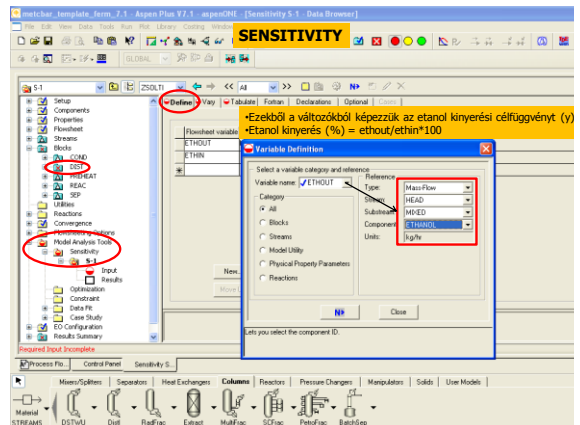 metchar_template_ferm_7.1 - Aspen Plus V7.1 - aspenONE - [Sensitivity S-1 - Data Browser]
File Edit View Data Tools Run Plot Library Costing Window
SENSITIVITY
GLOBAL
S-1
ZSOLTI
All
Setup
Components
Properties
Flowsheet
Streams
Blocks
COND
DIST
PREHEAT
REAC
SEP
Utilities
Reactions
Convergence
Flowsheeting Options
Model Analysis Tools
Sensitivity
S-1
Input
Results
Optimization
Constraint
Data Fit
Case Study
EO Configuration
Results Summary
Define Vary Tabulate Fortran Declarations Optional Cases
•Ezekből a változókból képezzük az etanol kinyerési célfüggvényt (y)
•Etanol kinyerés (%) = ethout/ethin*100
Flowsheet variable
ETHOUT
ETHIN
New...
Variable Definition
Select a variable category and reference
Variable name: ETHOUT
Category
All
Blocks
Streams
Model Utility
Physical Property Parameters
Reactions
Reference
Type: Mass-Flow
Stream: HEAD
Substream: MIXED
Component: ETHANOL
Units: kg/hr
N> Close
Lets you select the component ID.
Required Input Incomplete
Process Flo... Control Panel Sensitivity S...
Mixers/Splitters Separators Heat Exchangers Columns Reactors Pressure Changers Manipulators Solids User Models
Material
STREAMS DSTWU Distl RadFrac Extract MultiFrac SCFrac PetroFrac BatchSep